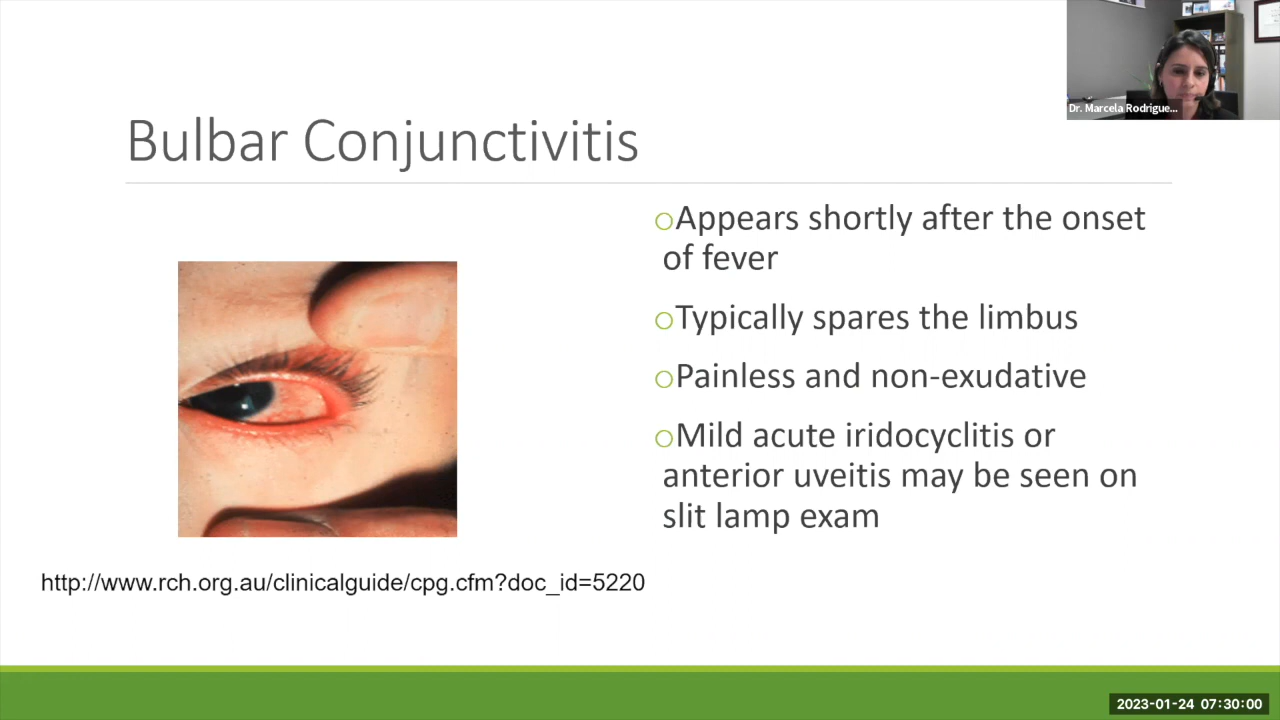 Dr. Marcela Rodrigue...
Bulbar Conjunctivitis
Appears shortly after the onset
of fever
Typically spares the limbus
Painless and non-exudative
Mild acute iridocyclitis or
anterior uveitis may be seen on
slit lamp exam
http://www.rch.org.au/clinicalguide/cpg.cfm?doc_id=5220
2023-01-24 07:30:00